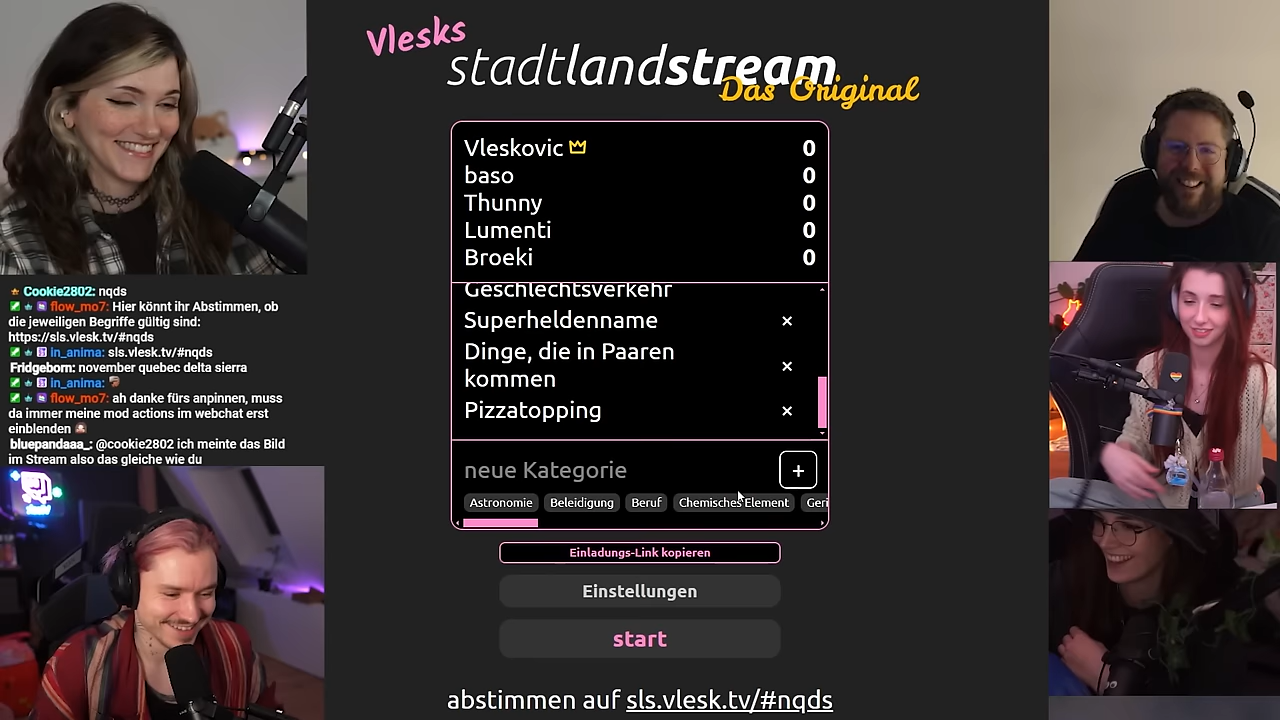 Vlesks
stadtlandstream
Das Original
Vleskovic 0
baso 0
Thunny 0
Lumenti 0
Broeki 0
Geschlechtsverkehr
Superheldenname ×
Dinge, die in Paaren
kommen ×
Pizzatopping ×
neue Kategorie +
Astronomie Beleidigung Beruf Chemisches Element Geri
Einladungs-Link kopieren
Einstellungen
start
abstimmen auf sls.vlesk.tv/#nqds
Cookie2802: nqds
flow_mo7: Hier könnt ihr Abstimmen, ob
die jeweiligen Begriffe gültig sind:
https://sls.vlesk.tv/#nqds
in_anima: sls.vlesk.tv/#nqds
Fridgeborn: november quebec delta sierra
in_anima:
flow_mo7: ah danke fürs anpinnen, muss
da immer meine mod actions im webchat erst
einblenden
bluepandaaa_: @cookie2802 ich meinte das Bild
im Stream also das gleiche wie du